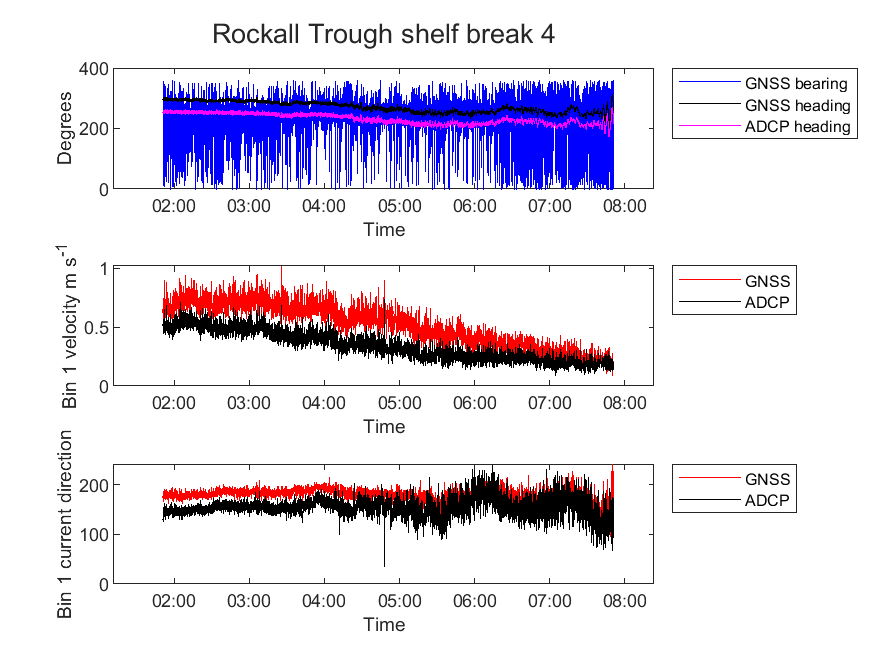 Rockall Trough shelf break 4
Degrees
400
200
0
02:00 03:00 04:00 05:00 06:00 07:00 08:00
Time
GNSS bearing
GNSS heading
ADCP heading
Bin 1 velocity m s⁻¹
1
0.5
0
02:00 03:00 04:00 05:00 06:00 07:00 08:00
Time
GNSS
ADCP
Bin 1 current direction
200
100
0
02:00 03:00 04:00 05:00 06:00 07:00 08:00
Time
GNSS
ADCP